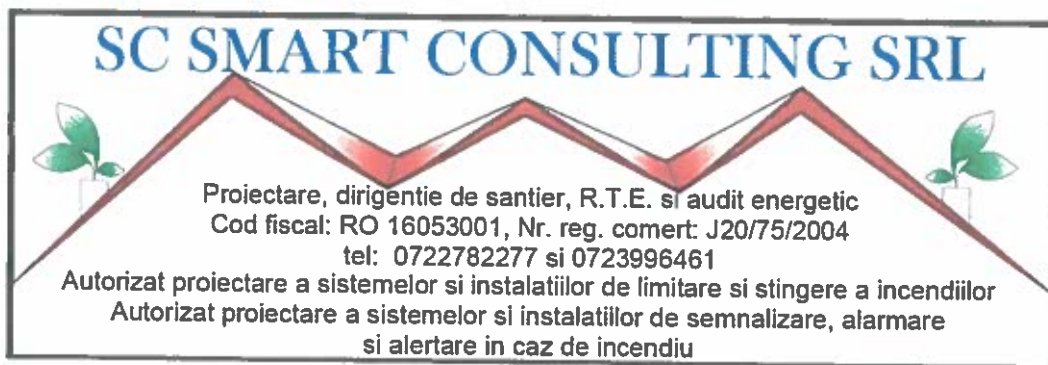 SC SMART CONSULTING SRL
Proiectare, dirigentie de santier, R.T.E. si audit energetic
Cod fiscal: RO 16053001, Nr. reg. comert: J20/75/2004
tel: 0722782277 si 0723996461
Autorizat proiectare a sistemelor si instalatiilor de limitare si stingere a incendiilor
Autorizat proiectare a sistemelor si instalatiilor de semnalizare, alarmare
si alertare in caz de incendiu